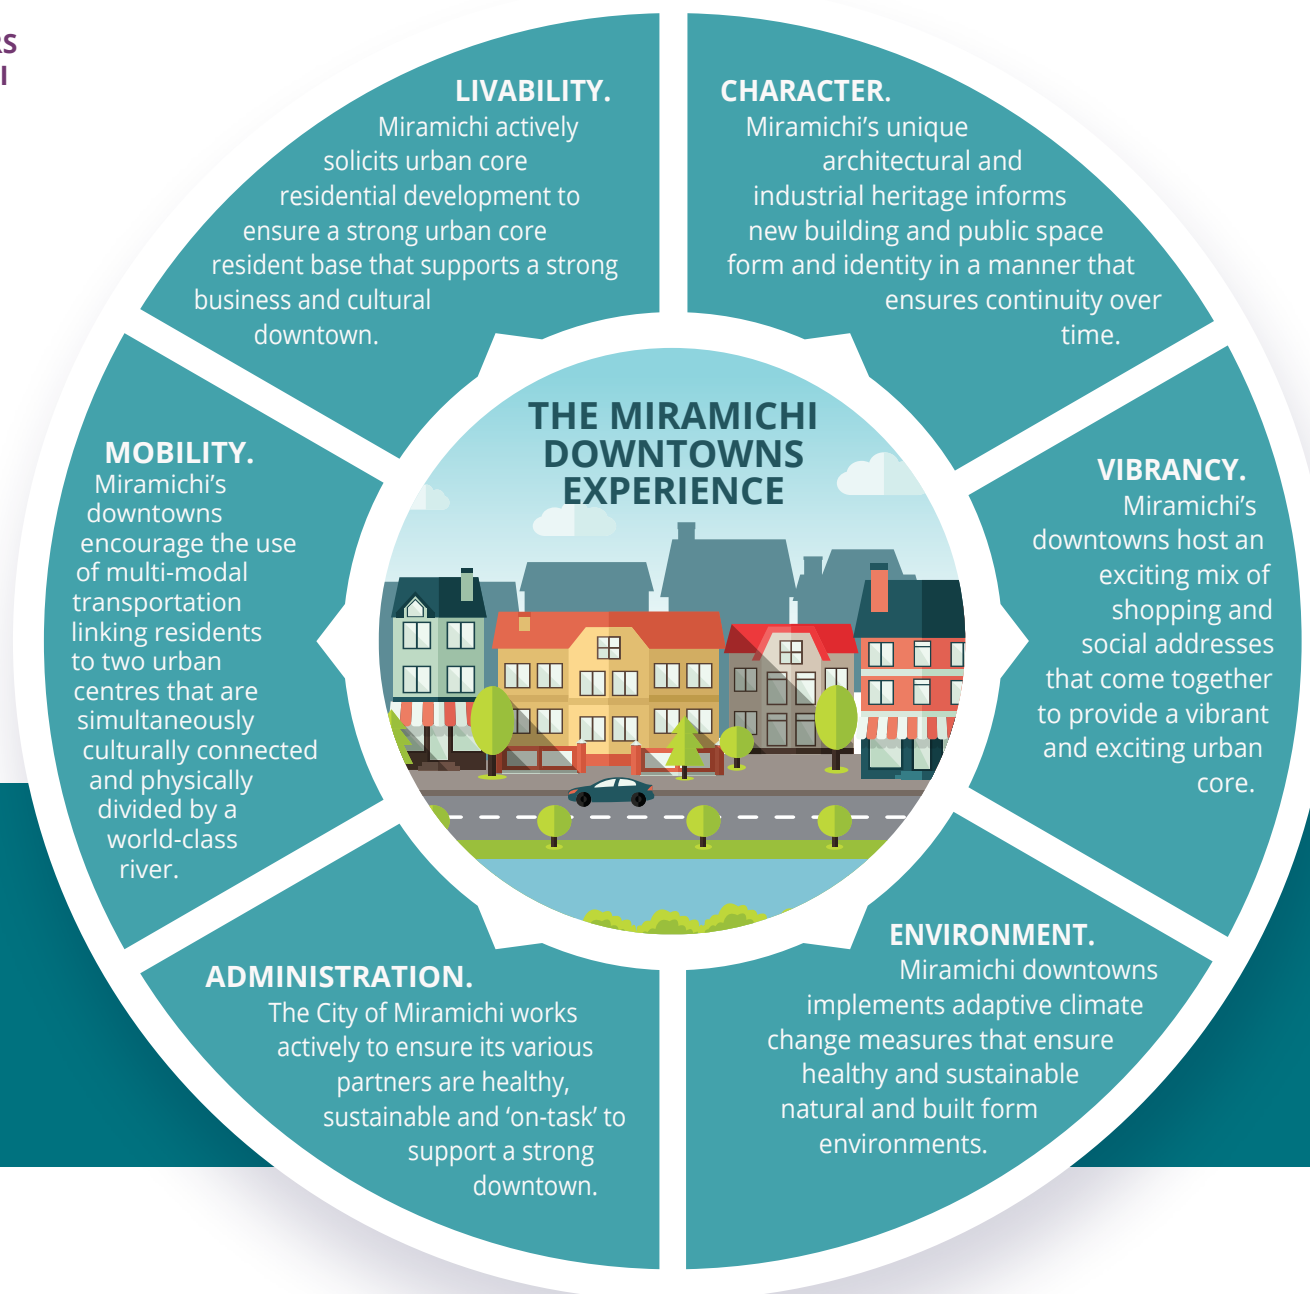 RS
I
LIVABILITY.
Miramichi actively
solicits urban core
residential development to
ensure a strong urban core
resident base that supports a strong
business and cultural
downtown.
CHARACTER.
Miramichi’s unique
architectural and
industrial heritage informs
new building and public space
form and identity in a manner that
ensures continuity over
time.
THE MIRAMICHI
DOWNTOWNS
EXPERIENCE
MOBILITY.
Miramichi’s
downtowns
encourage the use
of multi-modal
transportation
linking residents
to two urban
centres that are
simultaneously
culturally connected
and physically
divided by a
world-class
river.
VIBRANCY.
Miramichi’s
downtowns host an
exciting mix of
shopping and
social addresses
that come together
to provide a vibrant
and exciting urban
core.
ADMINISTRATION.
The City of Miramichi works
actively to ensure its various
partners are healthy,
sustainable and ‘on-task’ to
support a strong
downtown.
ENVIRONMENT.
Miramichi downtowns
implements adaptive climate
change measures that ensure
healthy and sustainable
natural and built form
environments.